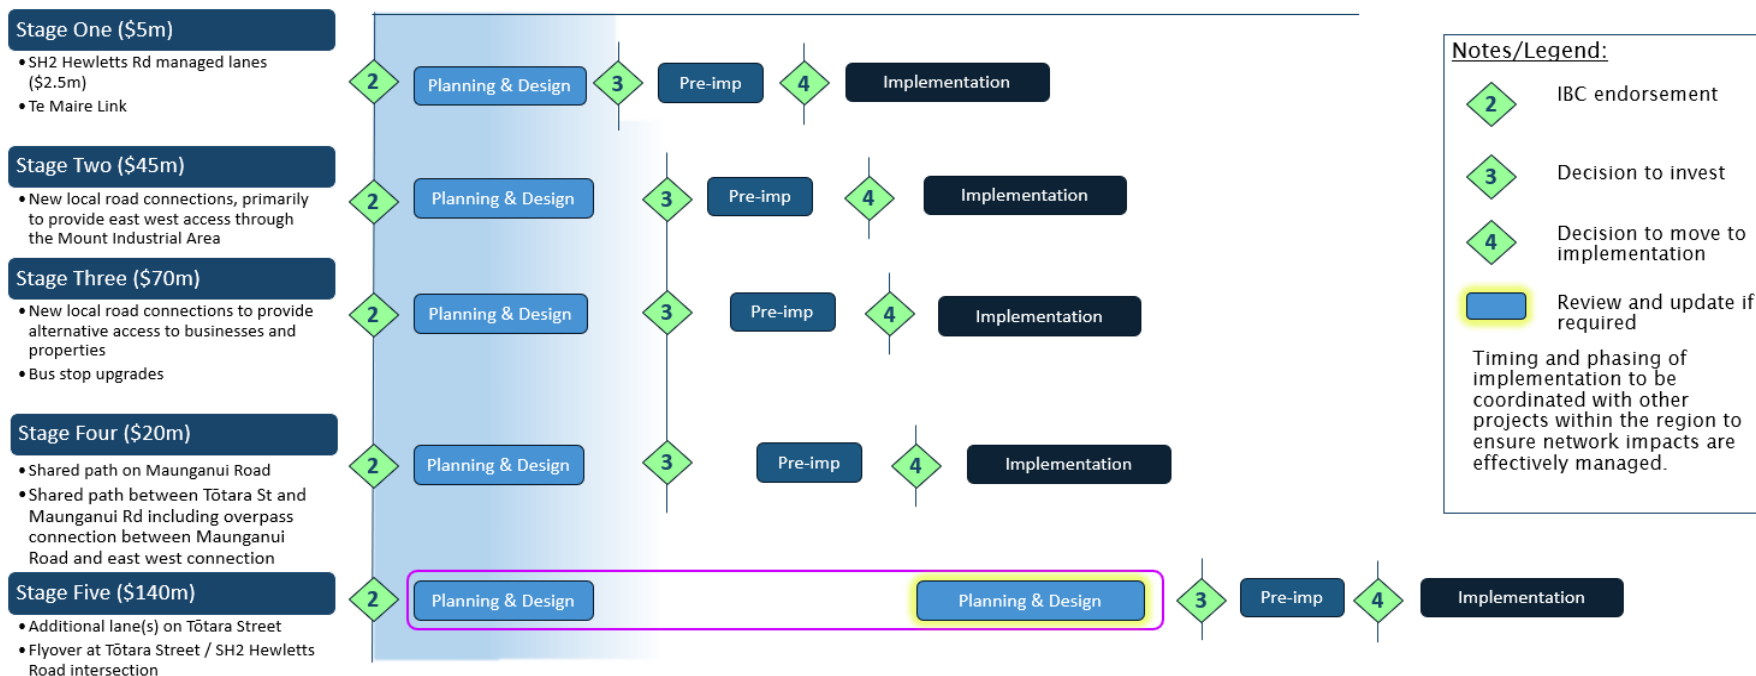 Stage One ($5m)
• SH2 Hewletts Rd managed lanes
($2.5m)
• Te Maire Link
2
Planning & Design
3
Pre-imp
4
Implementation
Stage Two ($45m)
• New local road connections, primarily
to provide east west access through
the Mount Industrial Area
2
Planning & Design
3
Pre-imp
4
Implementation
Stage Three ($70m)
• New local road connections to provide
alternative access to businesses and
properties
• Bus stop upgrades
2
Planning & Design
3
Pre-imp
4
Implementation
Stage Four ($20m)
• Shared path on Maunganui Road
• Shared path between Tōtara St and
Maunganui Rd including overpass
connection between Maunganui
Road and east west connection
2
Planning & Design
3
Pre-imp
4
Implementation
Stage Five ($140m)
• Additional lane(s) on Tōtara Street
• Flyover at Tōtara Street / SH2 Hewletts
Road intersection
2
Planning & Design
Planning & Design
3
Pre-imp
4
Implementation
Notes/Legend:
2
IBC endorsement
3
Decision to invest
4
Decision to move to
implementation
Review and update if
required
Timing and phasing of
implementation to be
coordinated with other
projects within the region to
ensure network impacts are
effectively managed.